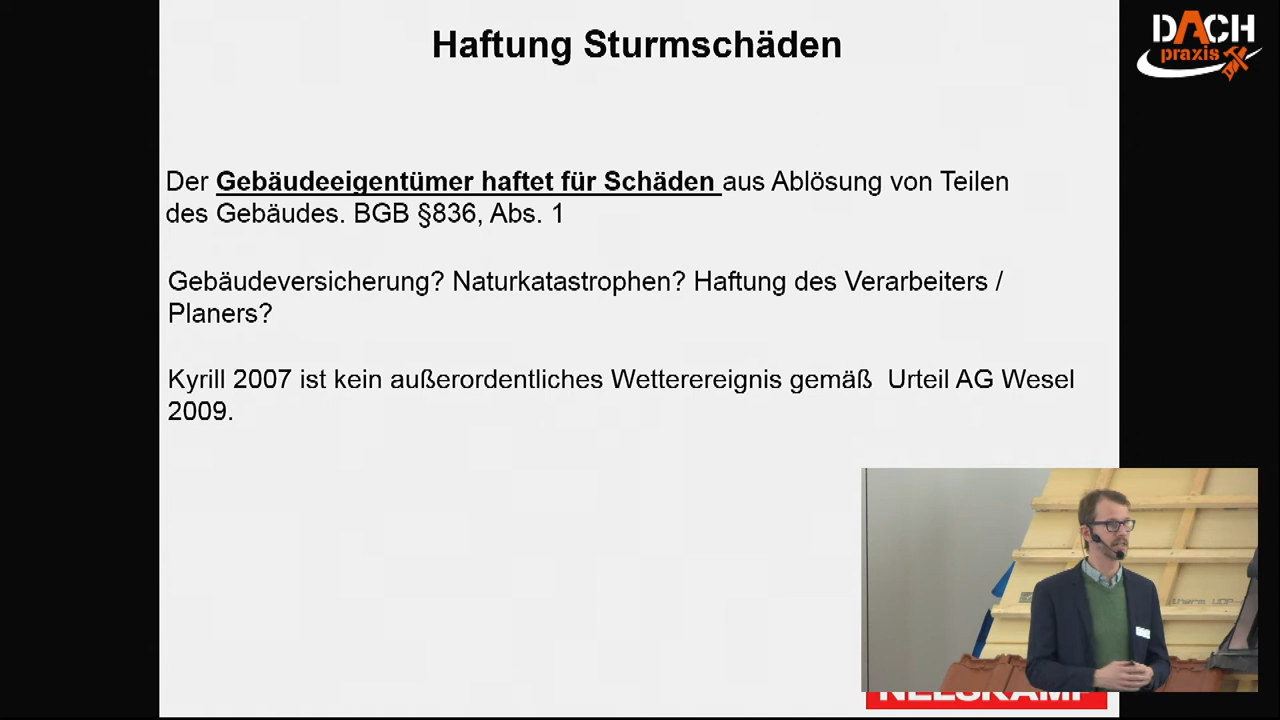 Haftung Sturmschäden
DACH
praxis
Der Gebäudeeigentümer haftet für Schäden aus Ablösung von Teilen
des Gebäudes. BGB §836, Abs. 1
Gebäudeversicherung? Naturkatastrophen? Haftung des Verarbeiters /
Planers?
Kyrill 2007 ist kein außerordentliches Wetterereignis gemäß Urteil AG Wesel
2009.
NELSKAMP